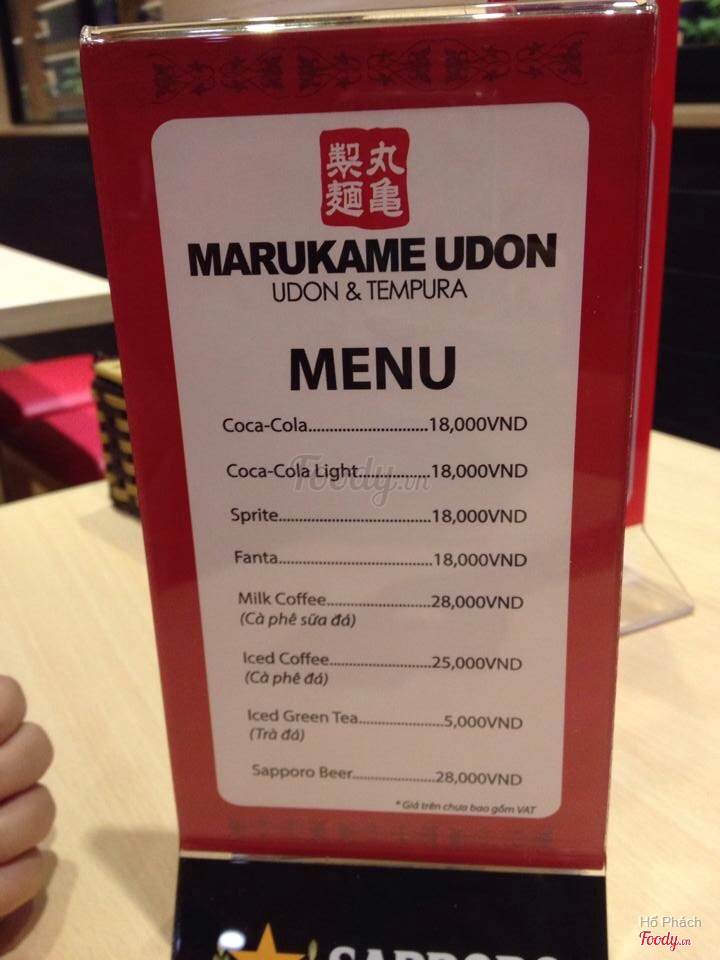 丸亀
製麺
MARUKAME UDON
UDON & TEMPURA
MENU
Coca-Cola............................18,000VND
Coca-Cola Light.................18,000VND
Foody.vn
Sprite....................................18,000VND
Fanta....................................18,000VND
Milk Coffee........................28,000VND
(Cà phê sữa đá)
Iced Coffee........................25,000VND
(Cà phê đá)
Iced Green Tea....................5,000VND
(Trà đá)
Sapporo Beer...................28,000VND
* Giá trên chưa bao gồm VAT
SAPPORO
Hổ Phách
Foody.vn